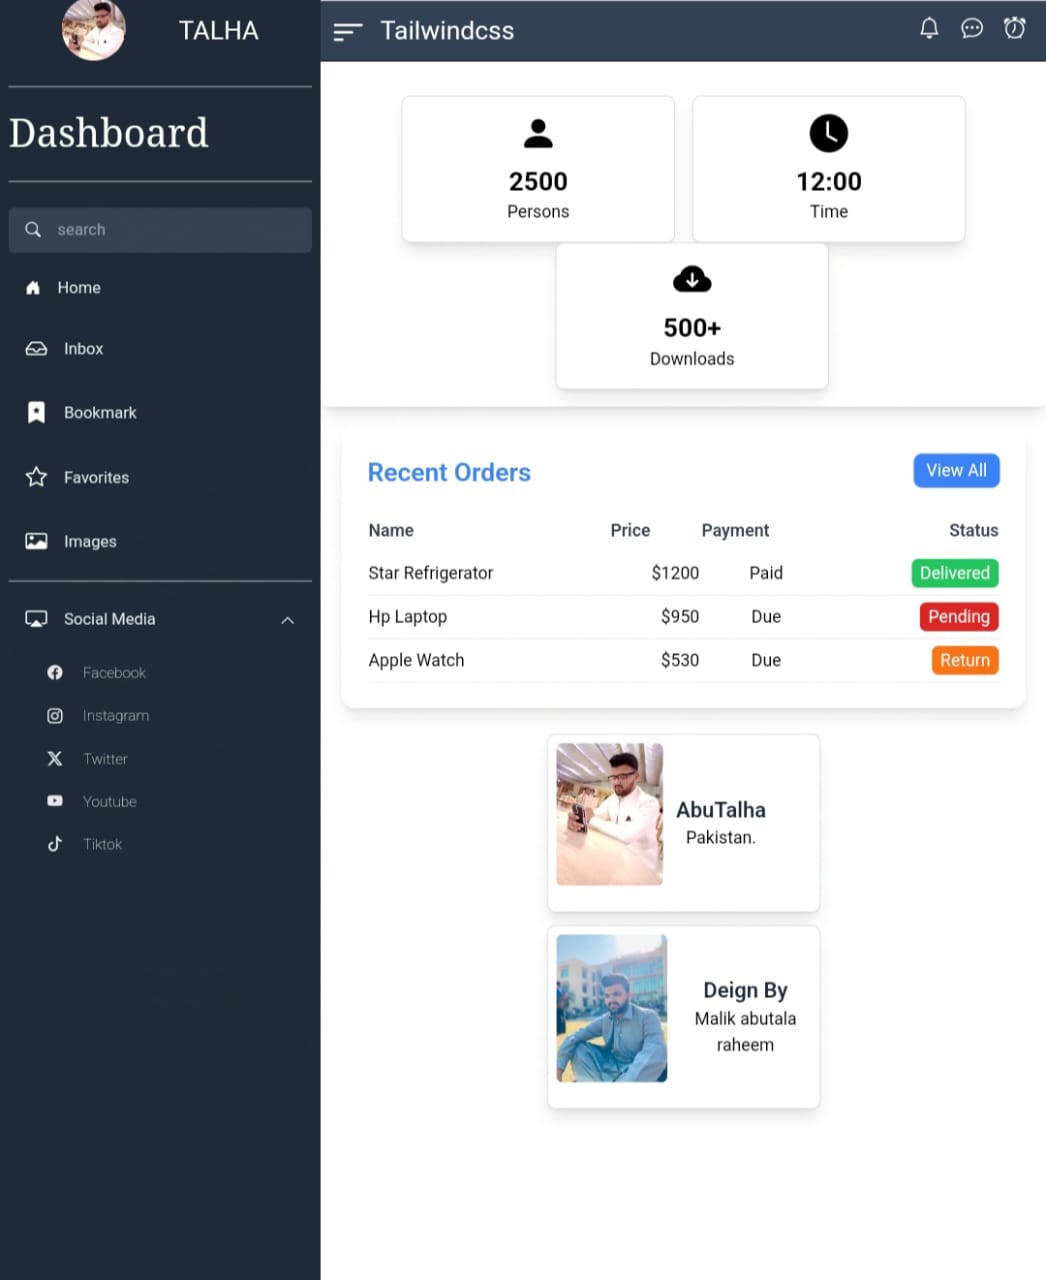 TALHA
Dashboard
search
Home
Inbox
Bookmark
Favorites
Images
Social Media
Facebook
Instagram
Twitter
Youtube
Tiktok
Tailwindcss
2500
Persons
12:00
Time
500+
Downloads
Recent Orders
View All
Name Price Payment Status
Star Refrigerator $1200 Paid Delivered
Hp Laptop $950 Due Pending
Apple Watch $530 Due Return
AbuTalha
Pakistan.
Deign By
Malik abutala
raheem